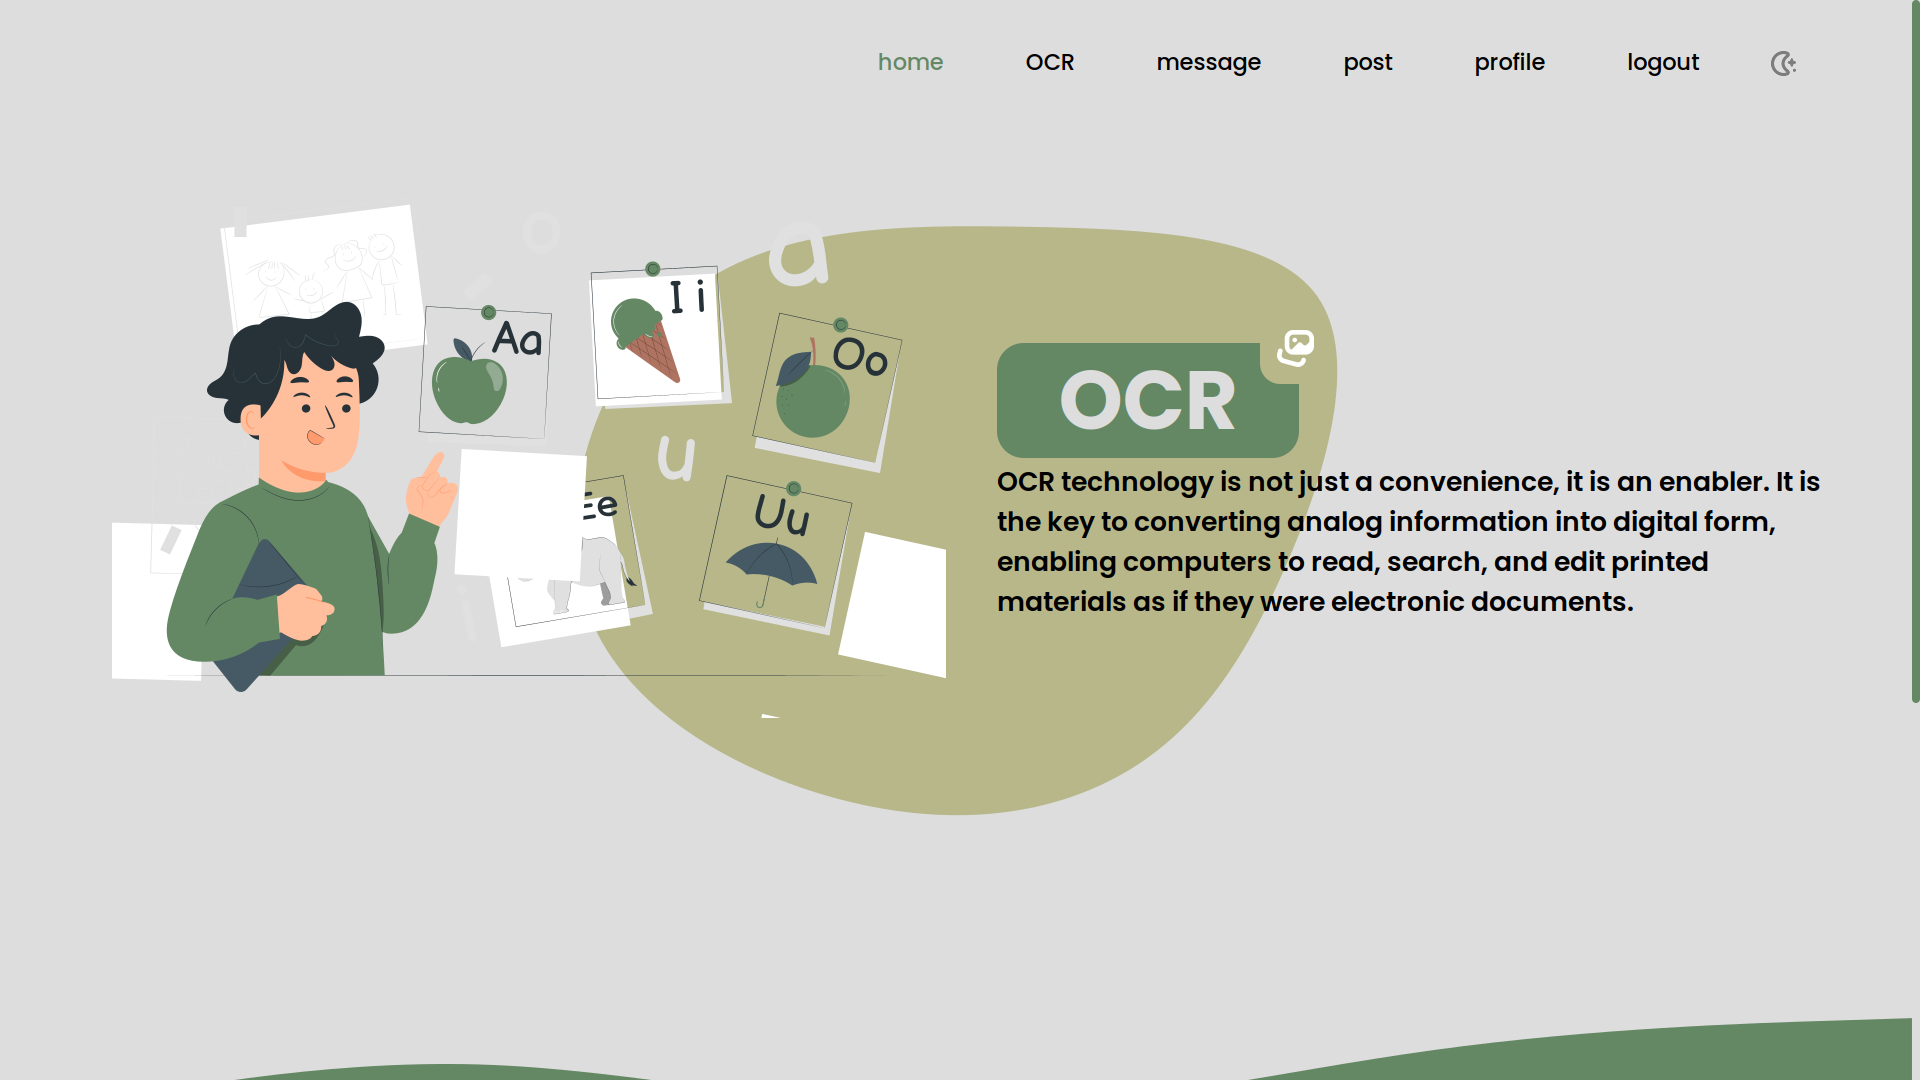 home OCR message post profile logout
o
a
I i
Aa
Oo
u
Ee
Uu
i
OCR
OCR technology is not just a convenience, it is an enabler. It is
the key to converting analog information into digital form,
enabling computers to read, search, and edit printed
materials as if they were electronic documents.